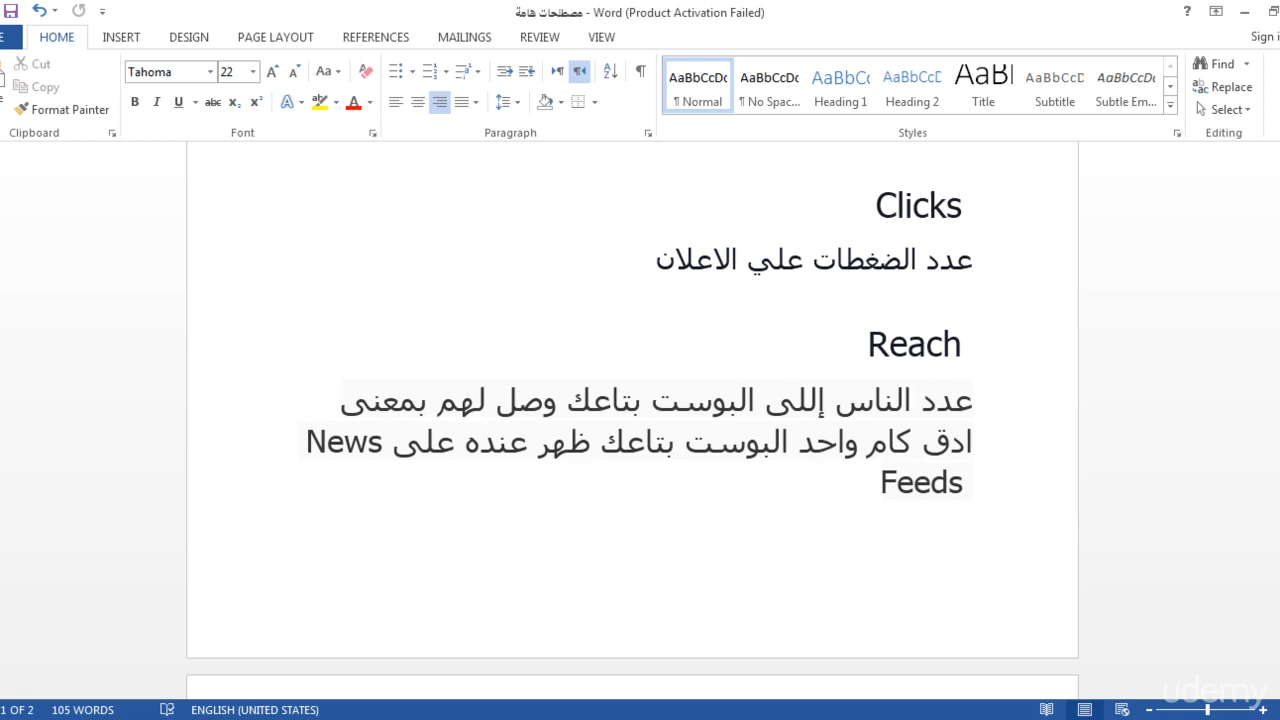 مصطلحات هامة - Word (Product Activation Failed)
HOME INSERT DESIGN PAGE LAYOUT REFERENCES MAILINGS REVIEW VIEW
Cut
Copy
Format Painter
Clipboard
Tahoma 22
Font
Paragraph
AaBbCcDc AaBbCcDc AaBbC AaBbCcD AaBl AaBbCcD AaBbCcDc
¶ Normal ¶ No Spac... Heading 1 Heading 2 Title Subtitle Subtle Em...
Styles
Find
Replace
Select
Editing
Clicks
عدد الضغطات علي الاعلان
Reach
عدد الناس إللى البوست بتاعك وصل لهم بمعنى
ادق كام واحد البوست بتاعك ظهر عنده على News
Feeds
1 OF 2 105 WORDS ENGLISH (UNITED STATES)
udemy